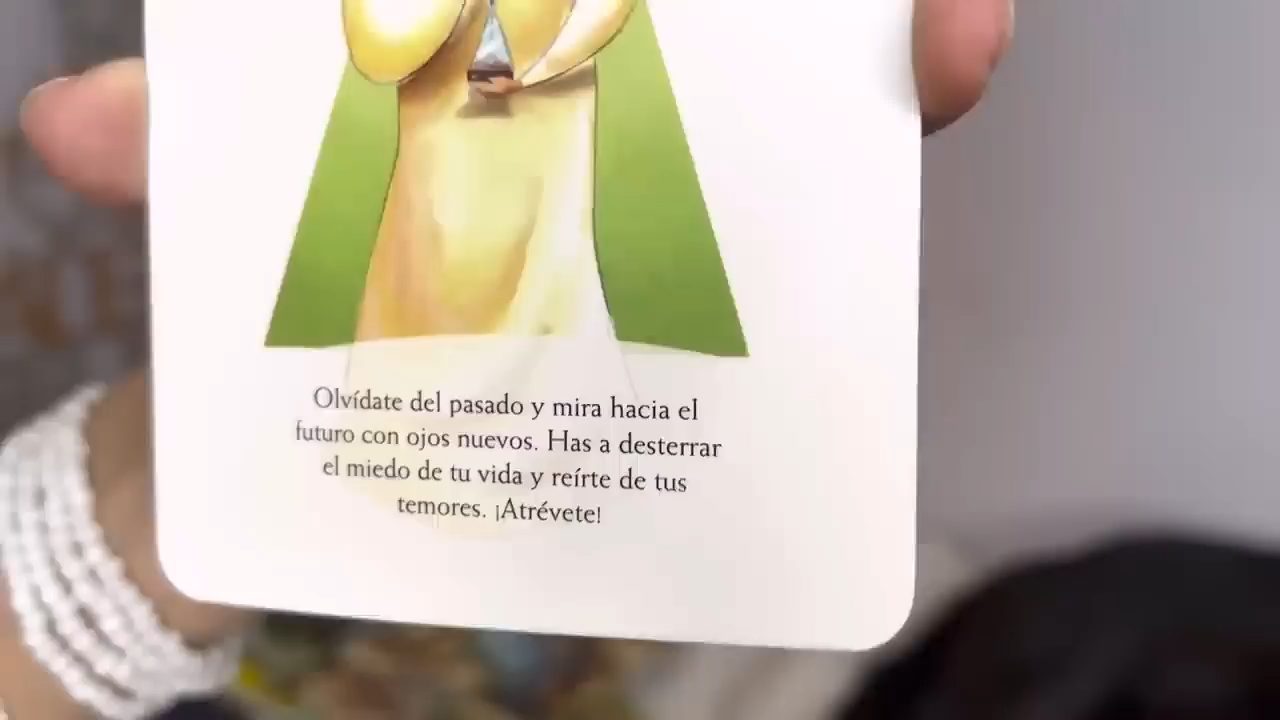 Olvídate del pasado y mira hacia el
futuro con ojos nuevos. Has a desterrar
el miedo de tu vida y reírte de tus
temores. ¡Atrévete!